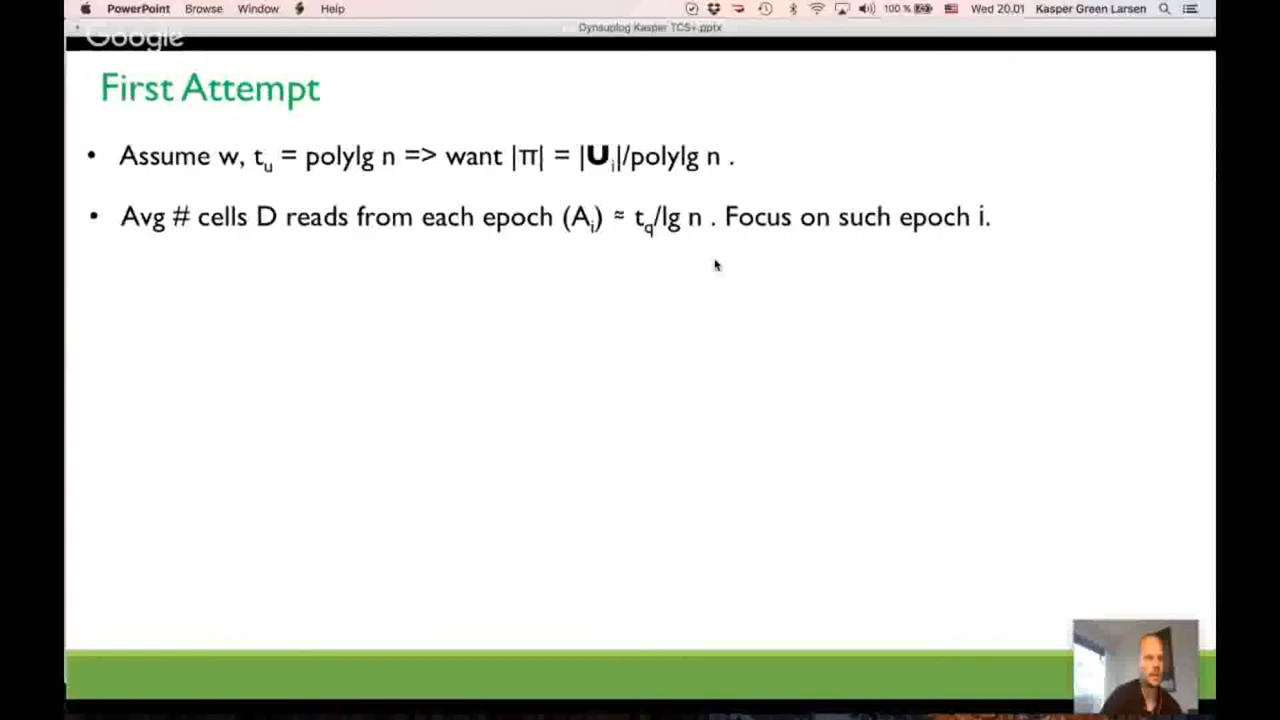 PowerPoint Browse Window Help 100 % Wed 20.01 Kasper Green Larsen
Dynsuplog Kasper TCS+.pptx
Google
First Attempt
• Assume w, tu = polylg n => want |π| = |Ui|/polylg n .
• Avg # cells D reads from each epoch (Ai) ≈ tq/lg n . Focus on such epoch i.